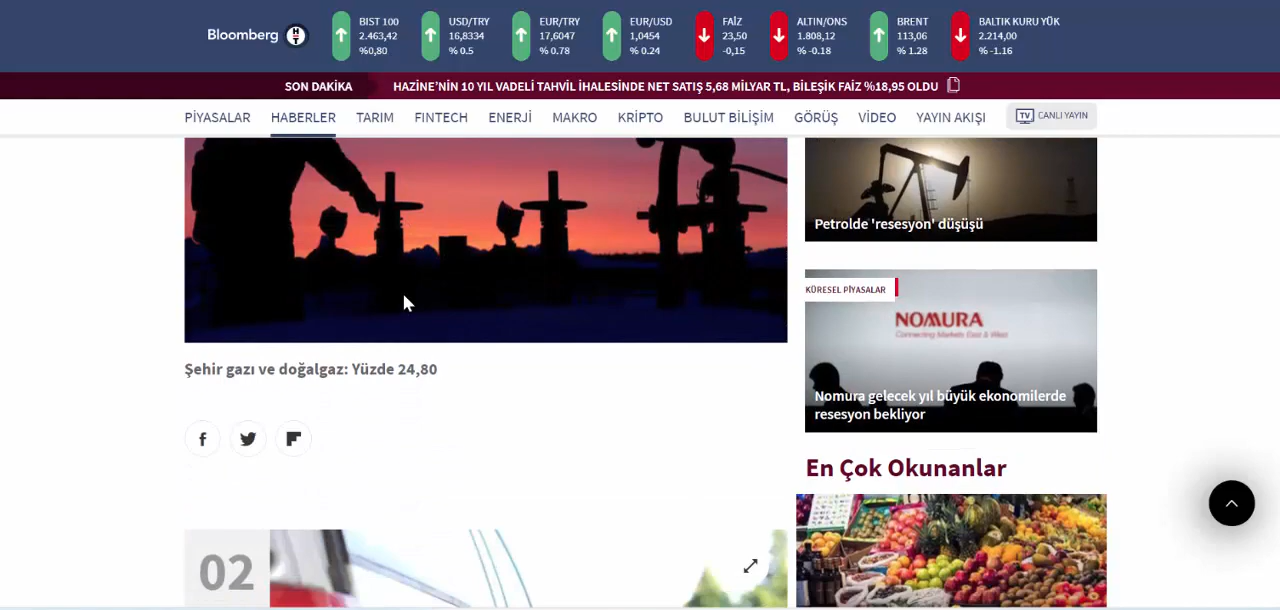 Bloomberg HT
BIST 100
2.463,42
%0,80
USD/TRY
16,8334
% 0.5
EUR/TRY
17,6047
% 0.78
EUR/USD
1,0454
% 0.24
FAİZ
23,50
-0,15
ALTIN/ONS
1.808,12
% -0.18
BRENT
113,06
% 1.28
BALTIK KURU YÜK
2.214,00
% -1.16
SON DAKİKA
HAZİNE'NİN 10 YIL VADELİ TAHVİL İHALESİNDE NET SATIŞ 5,68 MİLYAR TL, BİLEŞİK FAİZ %18,95 OLDU
PİYASALAR HABERLER TARIM FINTECH ENERJİ MAKRO KRİPTO BULUT BİLİŞİM GÖRÜŞ VİDEO YAYIN AKIŞI TV CANLI YAYIN
Petrolde 'resesyon' düşüşü
KÜRESEL PİYASALAR
NOMURA
Connecting Markets East & West
Nomura gelecek yıl büyük ekonomilerde
resesyon bekliyor
Şehir gazı ve doğalgaz: Yüzde 24,80
En Çok Okunanlar
02